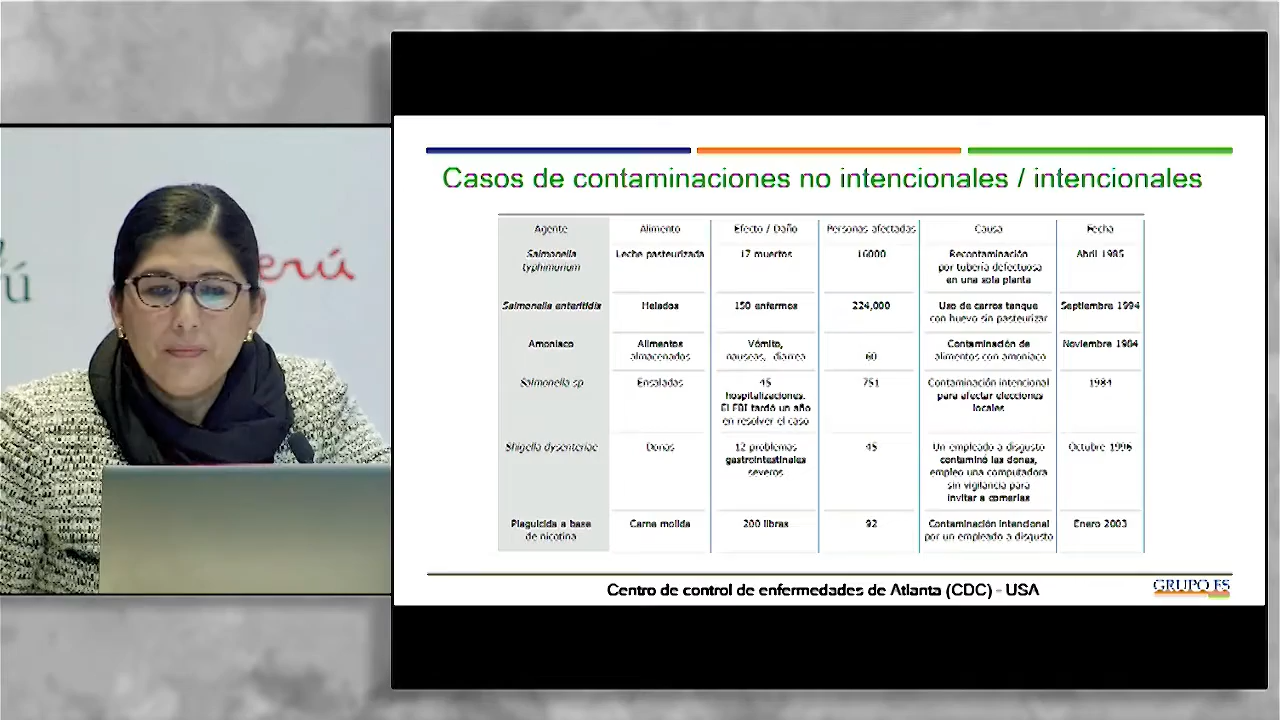 ú
erú
Casos de contaminaciones no intencionales / intencionales
Agente Alimento Efecto / Daño Personas afectadas Causa Fecha
Salmonella typhimurium Leche pasteurizada 17 muertos 16000 Recontaminación por tubería defectuosa en una sola planta Abril 1985
Salmonella enteritidis Helados 150 enfermos 224,000 Uso de carros tanque con huevo sin pasteurizar Septiembre 1994
Amoniaco Alimentos almacenados Vómito, nauseas, diarrea 60 Contaminación de alimentos con amoniaco Noviembre 1984
Salmonella sp Ensaladas 45 hospitalizaciones. El FBI tardó un año en resolver el caso 751 Contaminación intencional para afectar elecciones locales 1984
Shigella dysenteriae Donas 12 problemas gastrointestinales severos 45 Un empleado a disgusto contaminó las donas, empleo una computadora sin vigilancia para invitar a comerlas Octubre 1996
Plaguicida a base de nicotina Carne molida 200 libras 92 Contaminación intencional por un empleado a disgusto Enero 2003
Centro de control de enfermedades de Atlanta (CDC) - USA
GRUPO FS